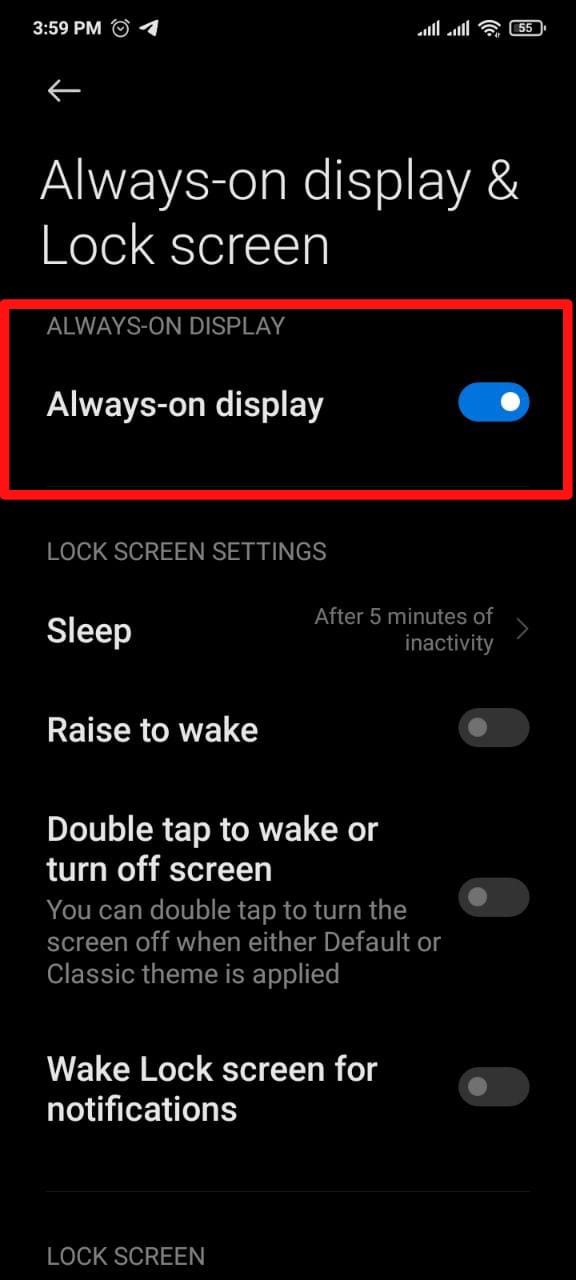 3:59 PM 55
Always-on display &
Lock screen
ALWAYS-ON DISPLAY
Always-on display
LOCK SCREEN SETTINGS
Sleep
After 5 minutes of
inactivity
Raise to wake
Double tap to wake or
turn off screen
You can double tap to turn the
screen off when either Default or
Classic theme is applied
Wake Lock screen for
notifications
LOCK SCREEN